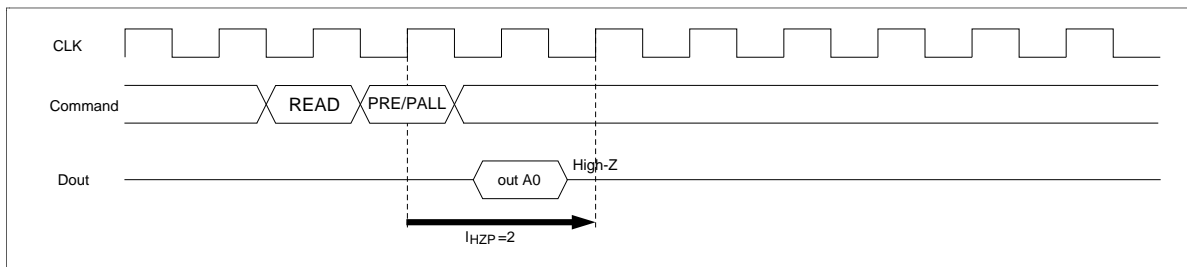 CLK
Command READ PRE/PALL
High-Z
Dout out A0
lHZP =2